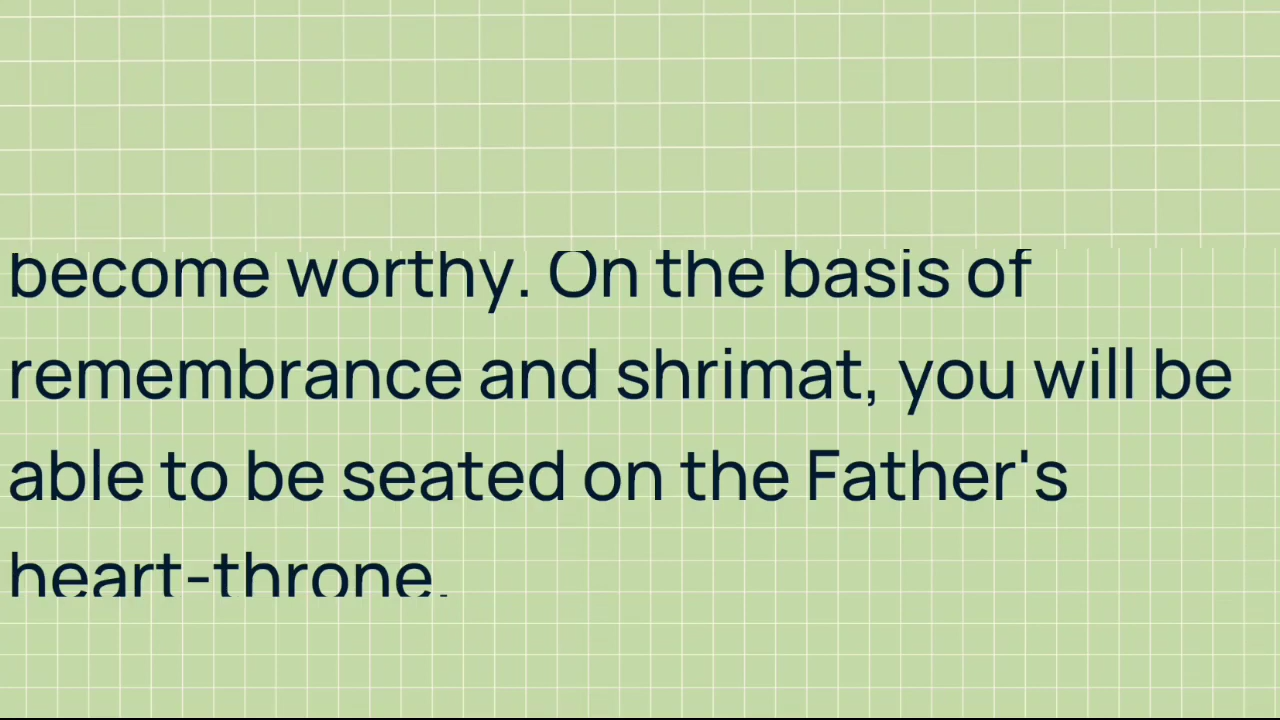 become worthy. On the basis of
remembrance and shrimat, you will be
able to be seated on the Father's
heart-throne.